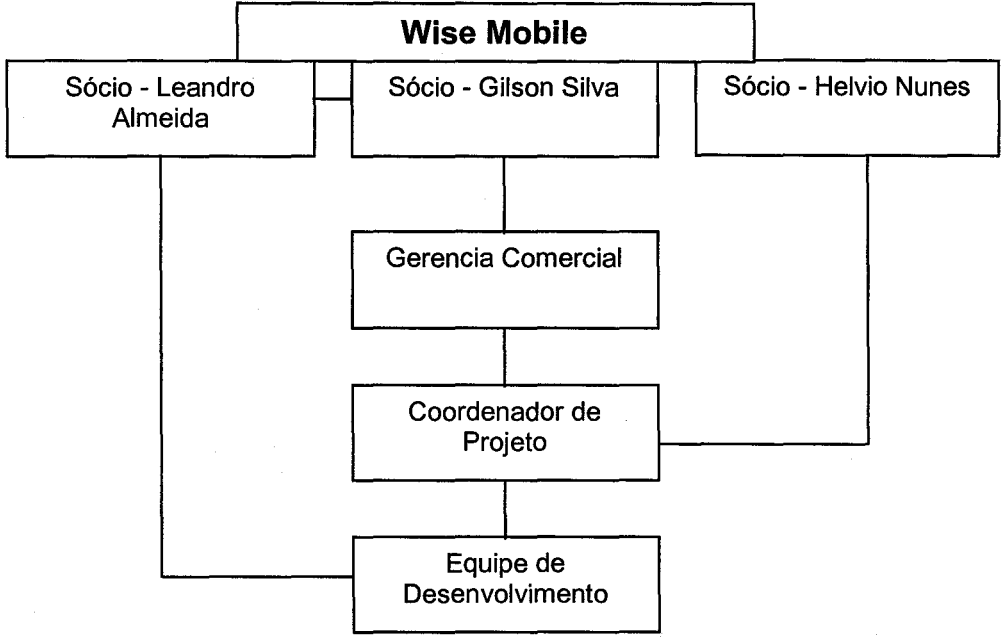 Wise Mobile
Sócio - Leandro
Almeida
Sócio - Gilson Silva
Sócio - Helvio Nunes
Gerencia Comercial
Coordenador de
Projeto
Equipe de
Desenvolvimento